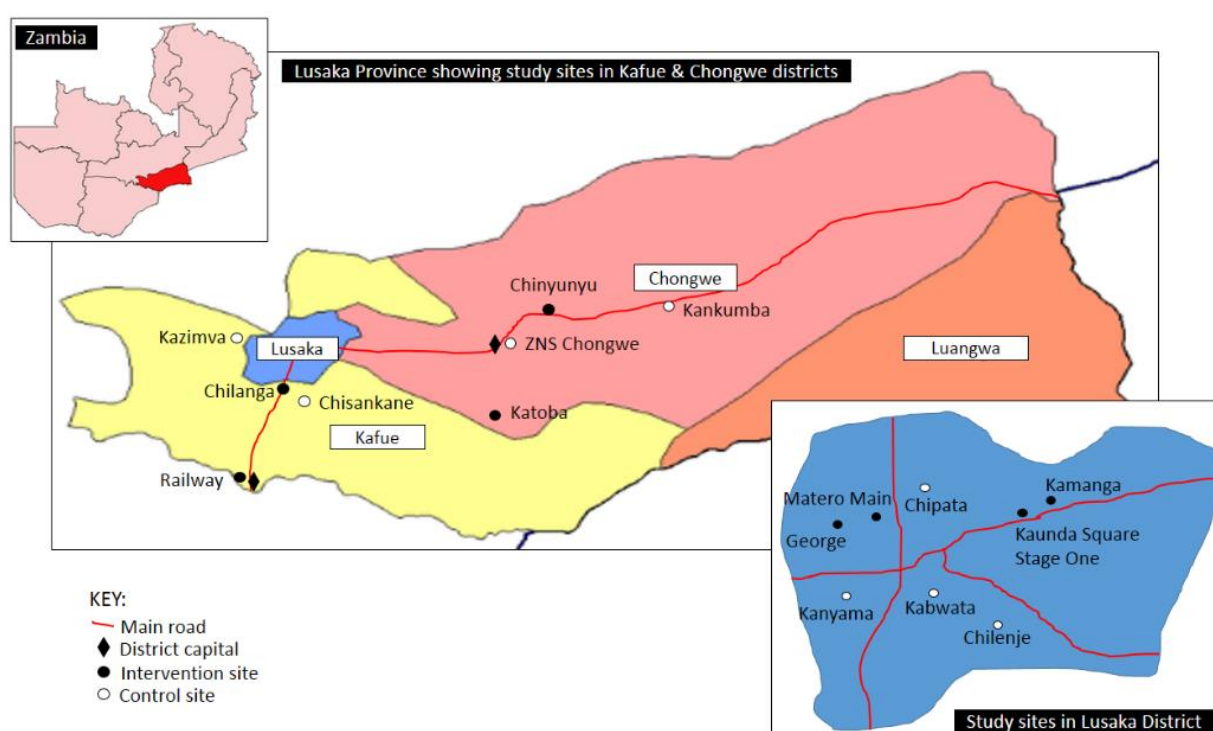 Zambia
Lusaka Province showing study sites in Kafue & Chongwe districts
Chinyunyu
Chongwe
Kankumba
Kazimva
Lusaka
ZNS Chongwe
Luangwa
Chilanga
Chisankane
Katoba
Kafue
Railway
Kamanga
Matero Main
Chipata
George
Kaunda Square
Stage One
Kanyama
Kabwata
Chilenje
KEY:
Main road
District capital
Intervention site
Control site
Study sites in Lusaka District